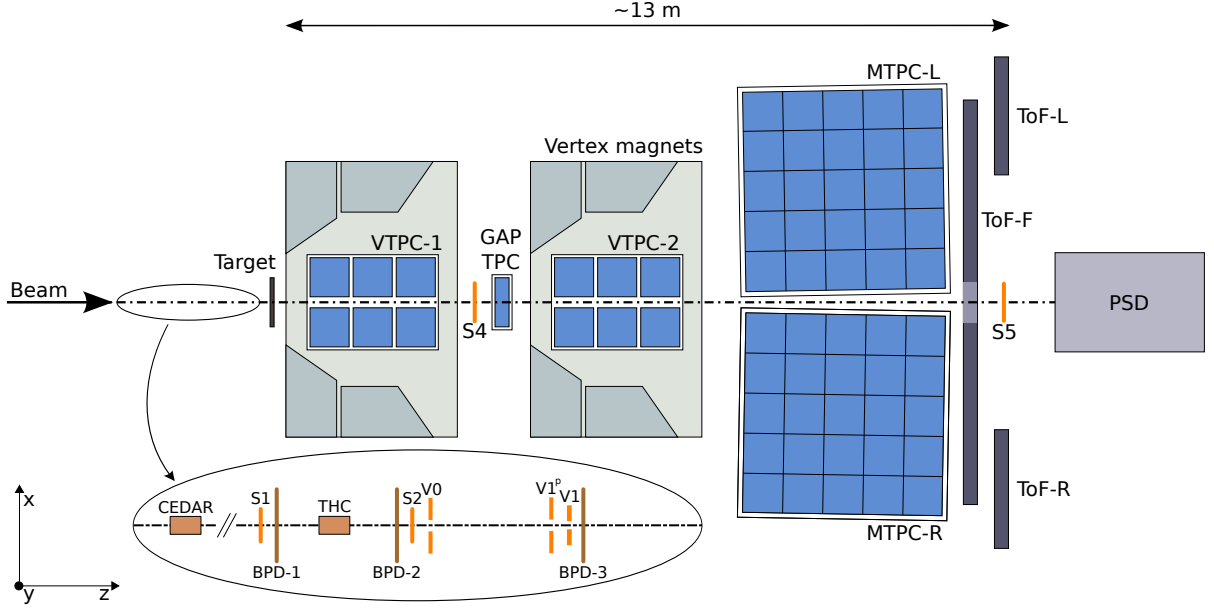 ~13 m
MTPC-L
ToF-L
Vertex magnets
ToF-F
VTPC-1
GAP
TPC
VTPC-2
Target
Beam
S4
S5
PSD
x
y
z
CEDAR
S1
THC
S2
V0
V1p
V1
BPD-1
BPD-2
BPD-3
MTPC-R
ToF-R